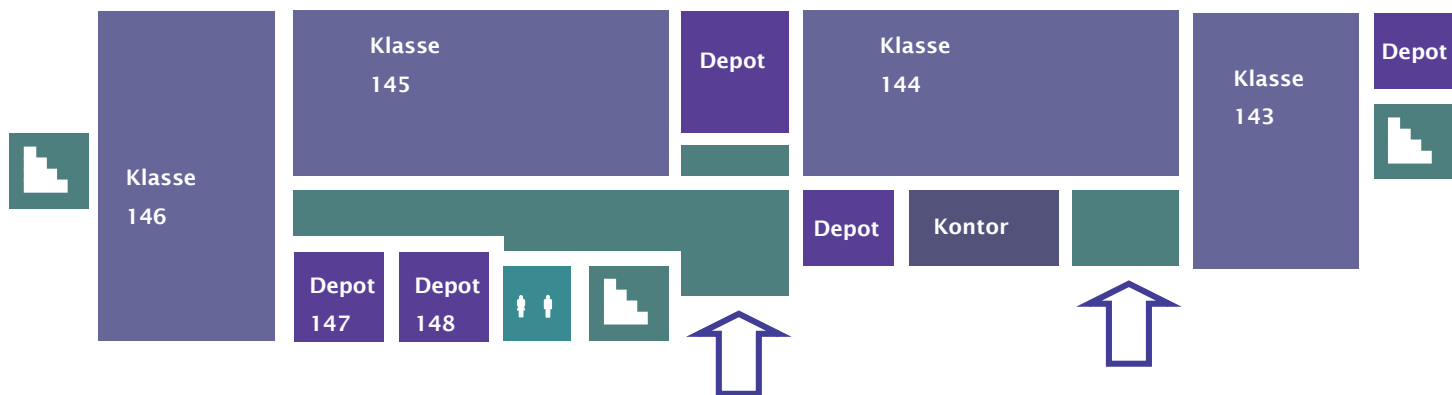 Klasse
146
Klasse
145
Depot
Klasse
144
Klasse
143
Depot
Depot
147
Depot
148
Depot
Kontor